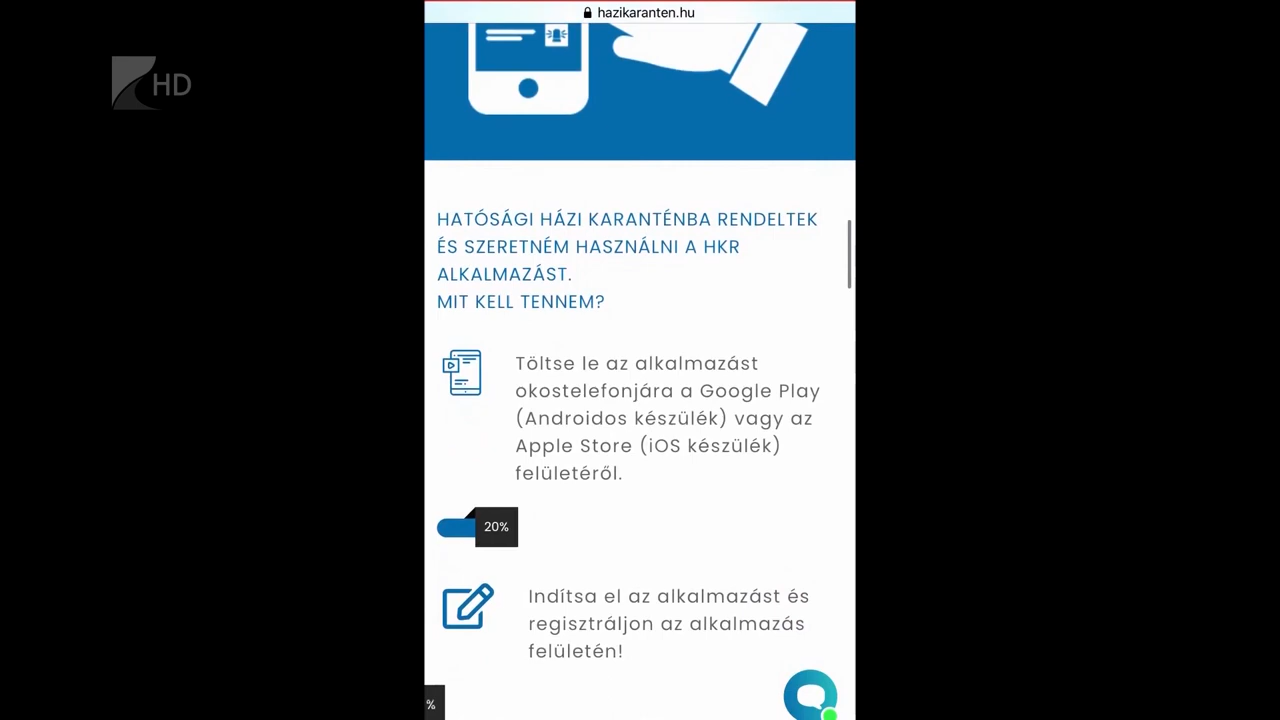 hazikaranten.hu
HD
HATÓSÁGI HÁZI KARANTÉNBA RENDELTEK
ÉS SZERETNÉM HASZNÁLNI A HKR
ALKALMAZÁST.
MIT KELL TENNEM?
Töltse le az alkalmazást
okostelefonjára a Google Play
(Androidos készülék) vagy az
Apple Store (iOS készülék)
felületéről.
20%
Indítsa el az alkalmazást és
regisztráljon az alkalmazás
felületén!
%